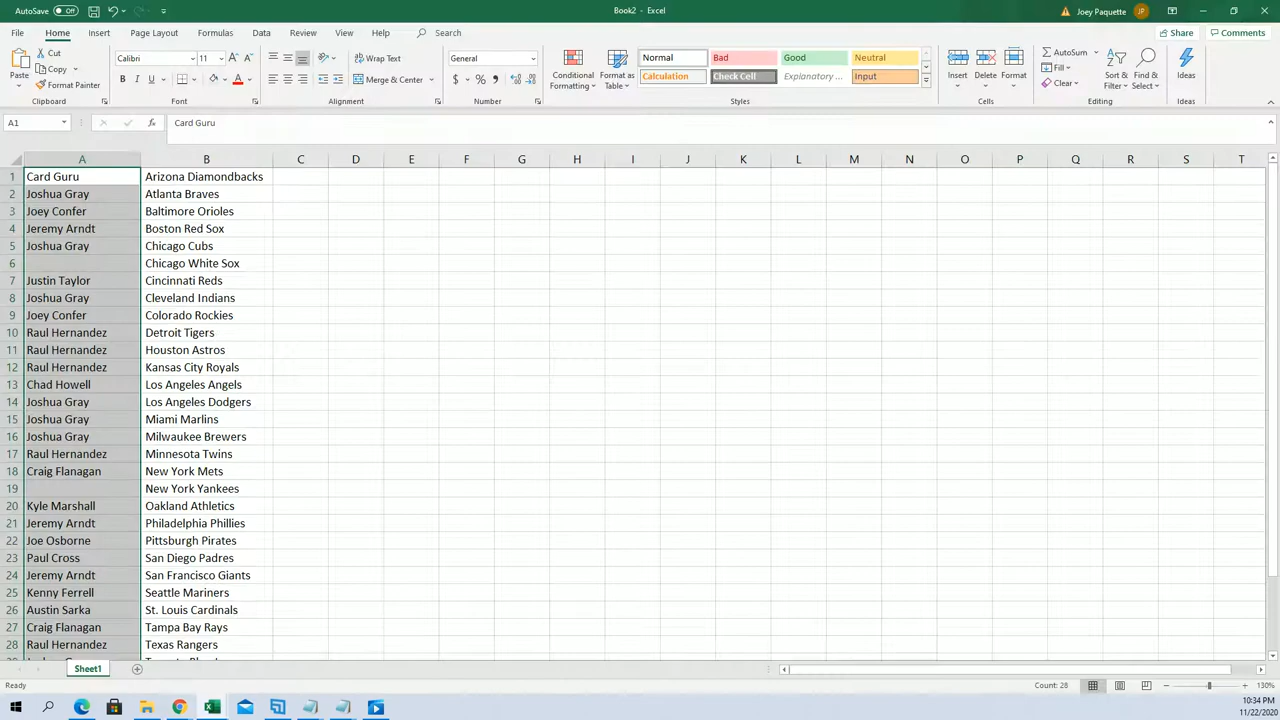 AutoSave Off Book2 - Excel Joey Paquette JP
File Home Insert Page Layout Formulas Data Review View Help Search Share Comments
Paste Cut Copy Format Painter Clipboard
Calibri 11 Font
Wrap Text Merge & Center Alignment
General Number
Conditional Formatting Format as Table
Normal Bad Good Neutral
Calculation Check Cell Explanatory ... Input
Styles
Insert Delete Format Cells
AutoSum Fill Clear Sort & Filter Find & Select Editing
Ideas Ideas
A1 fx Card Guru
A B C D E F G H I J K L M N O P Q R S T
1 Card Guru Arizona Diamondbacks
2 Joshua Gray Atlanta Braves
3 Joey Confer Baltimore Orioles
4 Jeremy Arndt Boston Red Sox
5 Joshua Gray Chicago Cubs
6 Chicago White Sox
7 Justin Taylor Cincinnati Reds
8 Joshua Gray Cleveland Indians
9 Joey Confer Colorado Rockies
10 Raul Hernandez Detroit Tigers
11 Raul Hernandez Houston Astros
12 Raul Hernandez Kansas City Royals
13 Chad Howell Los Angeles Angels
14 Joshua Gray Los Angeles Dodgers
15 Joshua Gray Miami Marlins
16 Joshua Gray Milwaukee Brewers
17 Raul Hernandez Minnesota Twins
18 Craig Flanagan New York Mets
19 New York Yankees
20 Kyle Marshall Oakland Athletics
21 Jeremy Arndt Philadelphia Phillies
22 Joe Osborne Pittsburgh Pirates
23 Paul Cross San Diego Padres
24 Jeremy Arndt San Francisco Giants
25 Kenny Ferrell Seattle Mariners
26 Austin Sarka St. Louis Cardinals
27 Craig Flanagan Tampa Bay Rays
28 Raul Hernandez Texas Rangers
Sheet1
Ready Count: 28 130%
10:34 PM
11/22/2020